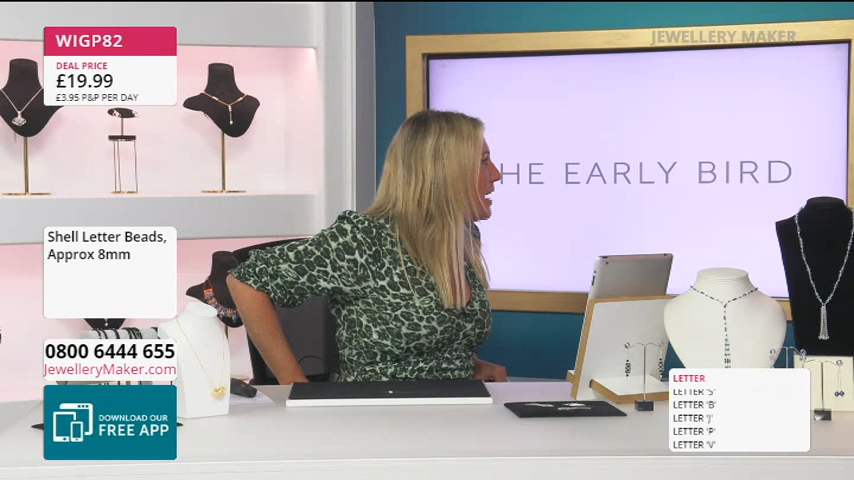 WIGP82
DEAL PRICE
£19.99
£3.95 P&P PER DAY
JEWELLERY MAKER
HE EARLY BIRD
Shell Letter Beads,
Approx 8mm
0800 6444 655
JewelleryMaker.com
DOWNLOAD OUR
FREE APP
LETTER
LETTER 'S'
LETTER 'B'
LETTER 'J'
LETTER 'P'
LETTER 'V'